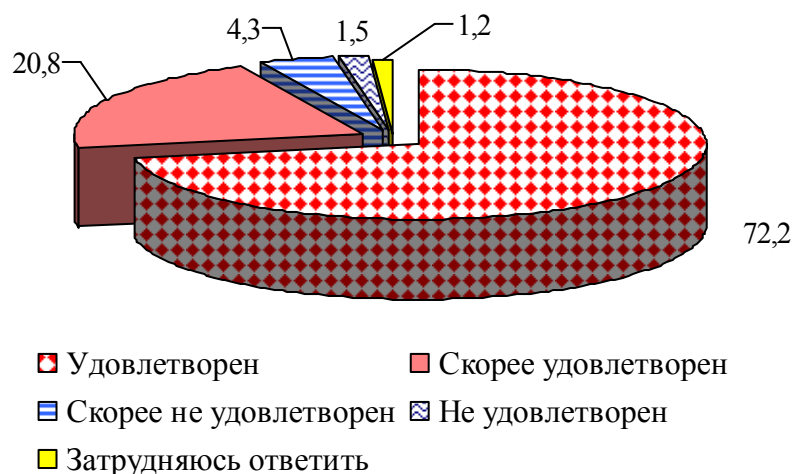 4,3 1,5 1,2
20,8
72,2
Удовлетворен Скорее удовлетворен
Скорее не удовлетворен Не удовлетворен
Затрудняюсь ответить